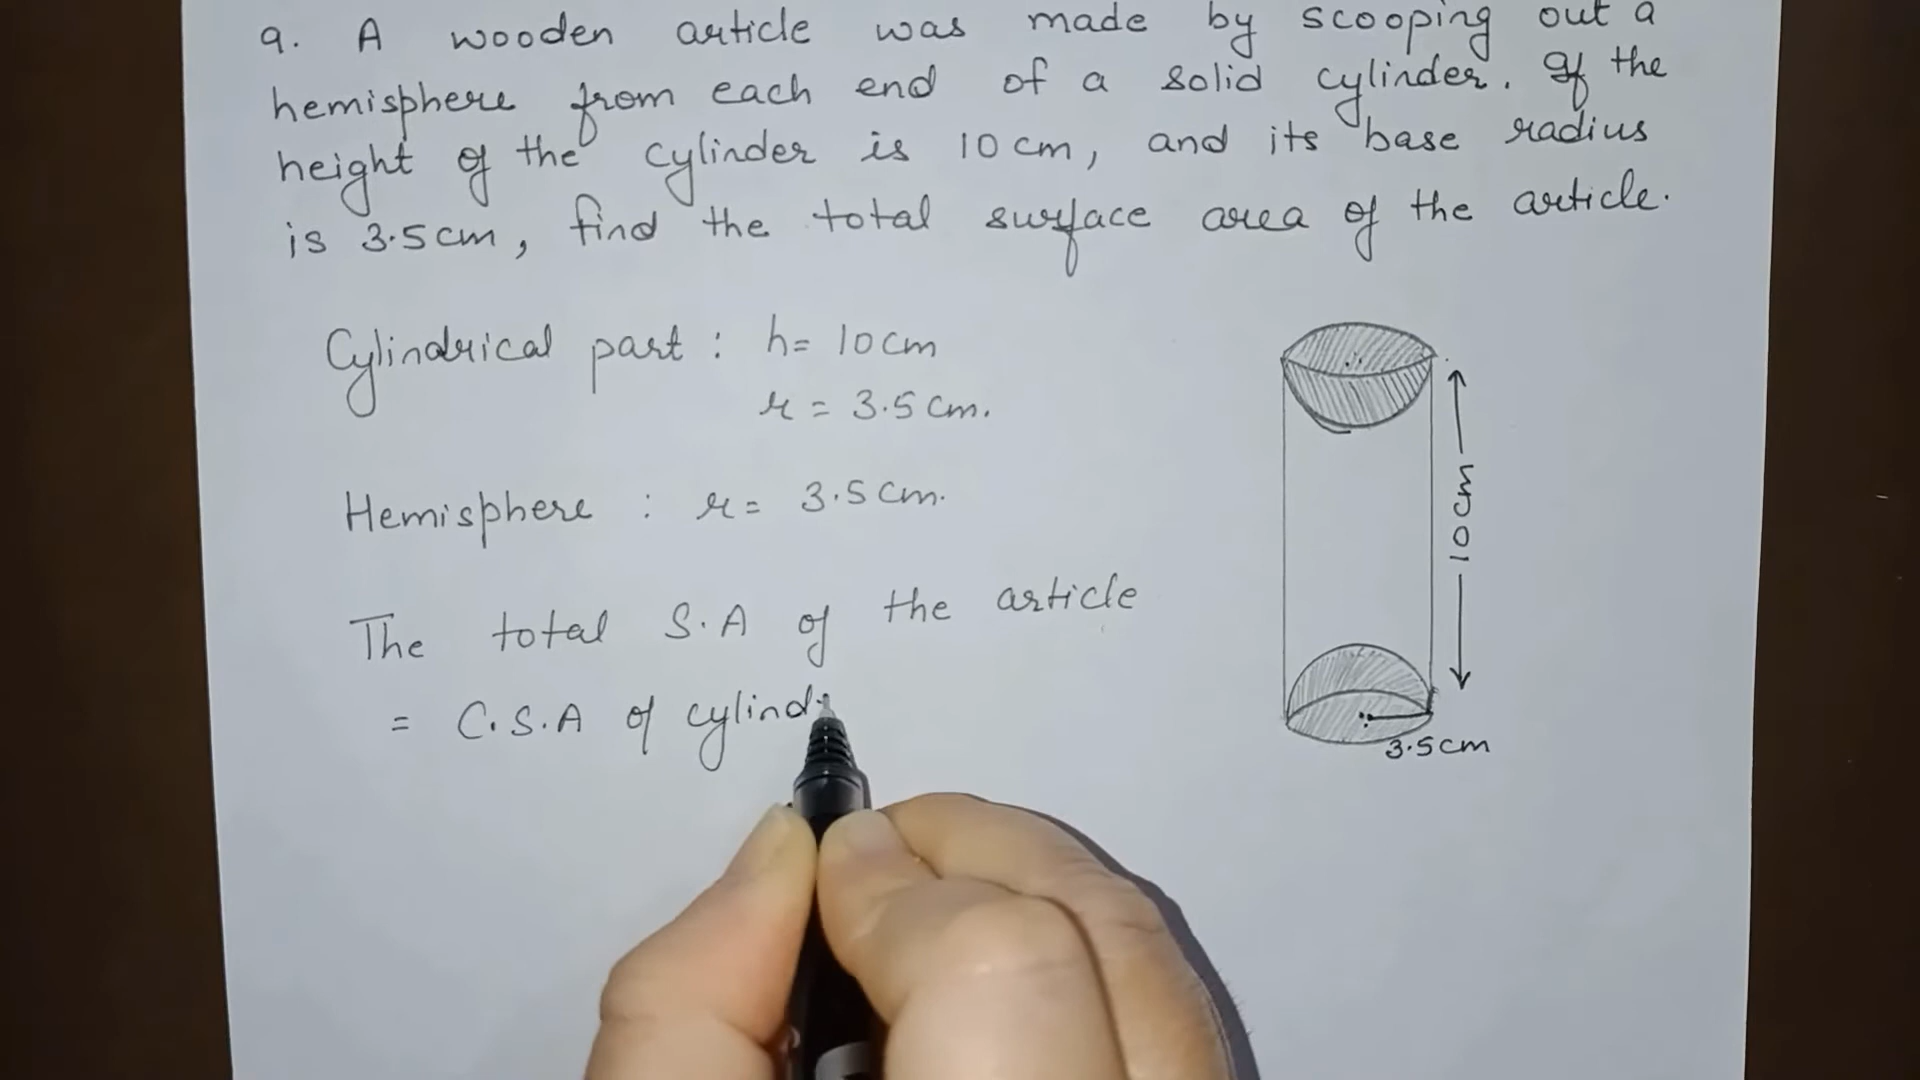 9. A wooden article was made by scooping out a
hemisphere from each end of a solid cylinder. If the
height of the cylinder is 10 cm, and its base radius
is 3.5 cm, find the total surface area of the article.
Cylindrical part : h = 10 cm
r = 3.5 cm.
Hemisphere : r = 3.5 cm.
The total S.A of the article
= C.S.A of cylind
10 cm
3.5 cm